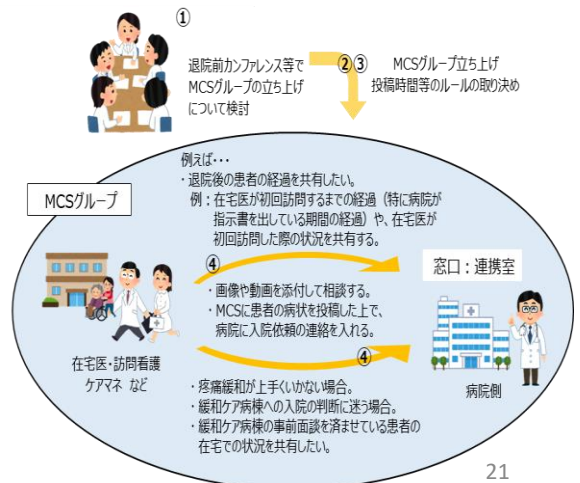 ①
退院前カンファレンス等で
MCSグループの立ち上げ
について検討
②③
MCSグループ立ち上げ
投稿時間等のルールの取り決め
MCSグループ
例えば・・・
・退院後の患者の経過を共有したい。
例：在宅医が初回訪問するまでの経過（特に病院が
指示書を出している期間の経過）や、在宅医が
初回訪問した際の状況を共有する。
④
窓口：連携室
・画像や動画を添付して相談する。
・MCSに患者の病状を投稿した上で、
病院に入院依頼の連絡を入れる。
④
在宅医・訪問看護
ケアマネ など
病院側
・疼痛緩和が上手くいかない場合。
・緩和ケア病棟への入院の判断に迷う場合。
・緩和ケア病棟の事前面談を済ませている患者の
在宅での状況を共有したい。
21